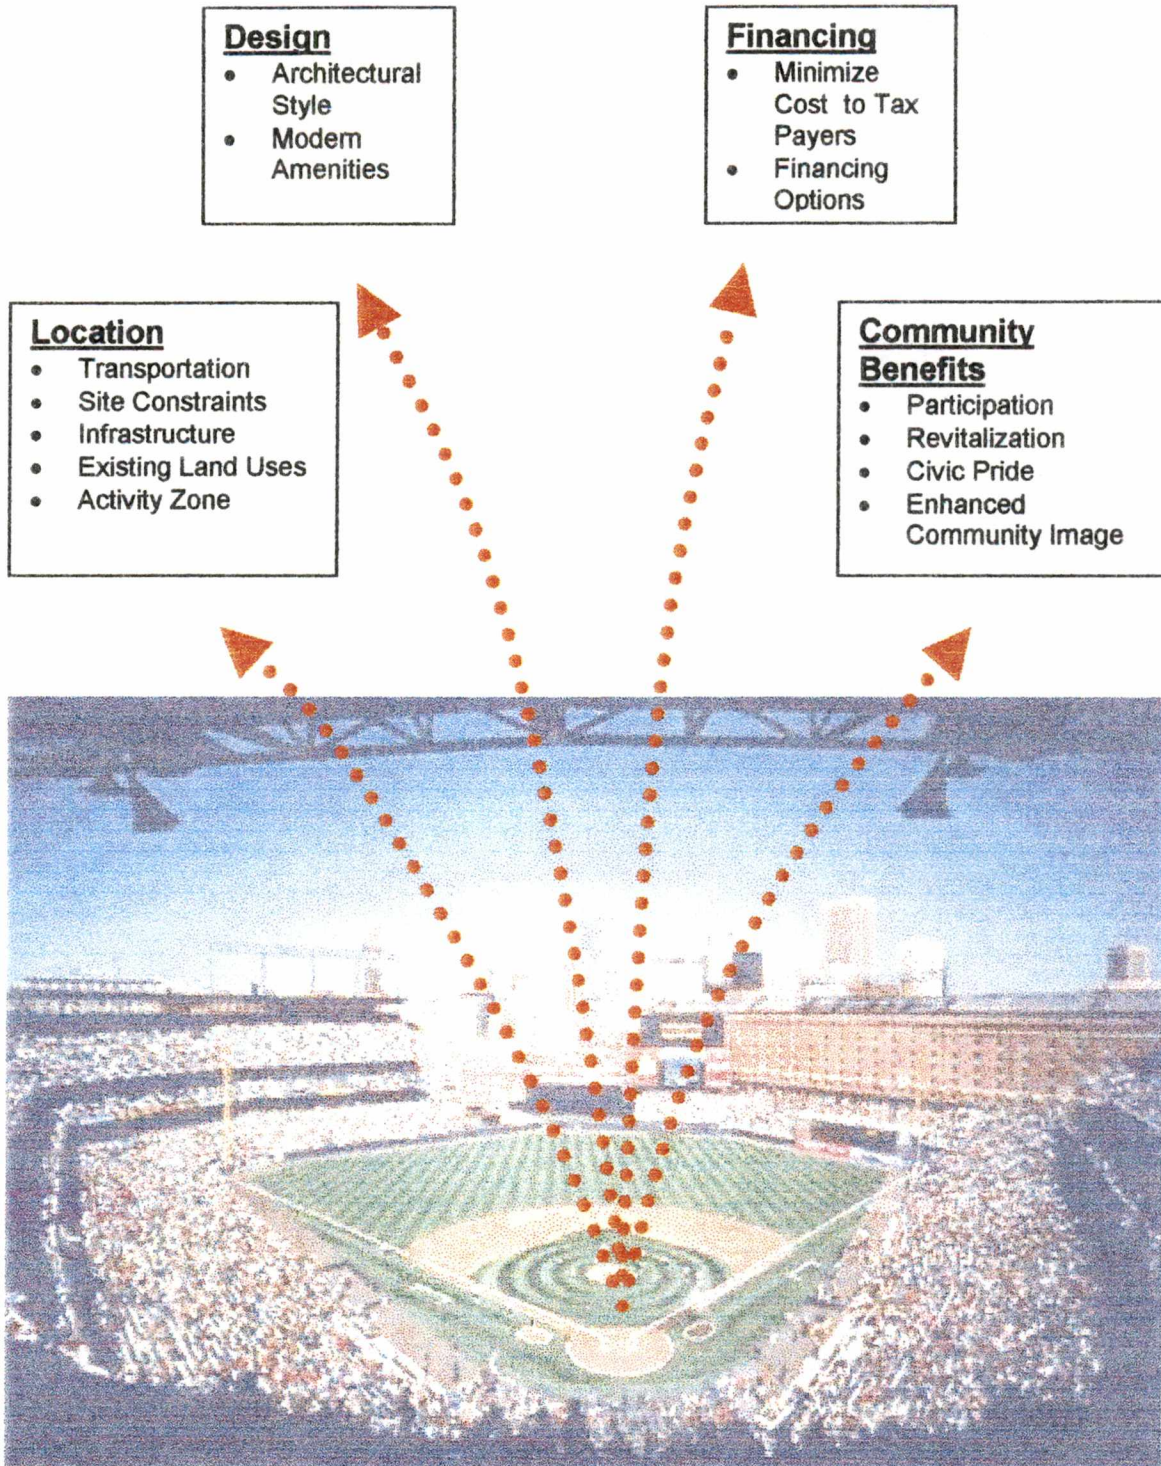 Design
• Architectural
Style
• Modern
Amenities
Financing
• Minimize
Cost to Tax
Payers
• Financing
Options
Location
• Transportation
• Site Constraints
• Infrastructure
• Existing Land Uses
• Activity Zone
Community
Benefits
• Participation
• Revitalization
• Civic Pride
• Enhanced
Community Image